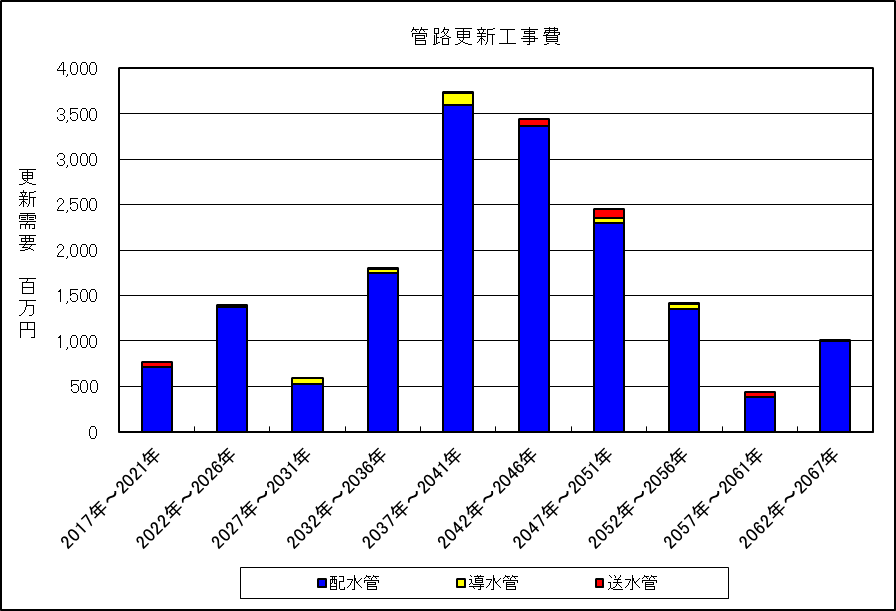 管路更新工事費
更新需要　百万円
4,000
3,500
3,000
2,500
2,000
1,500
1,000
500
0
2017年～2021年
2022年～2026年
2027年～2031年
2032年～2036年
2037年～2041年
2042年～2046年
2047年～2051年
2052年～2056年
2057年～2061年
2062年～2067年
配水管 導水管 送水管